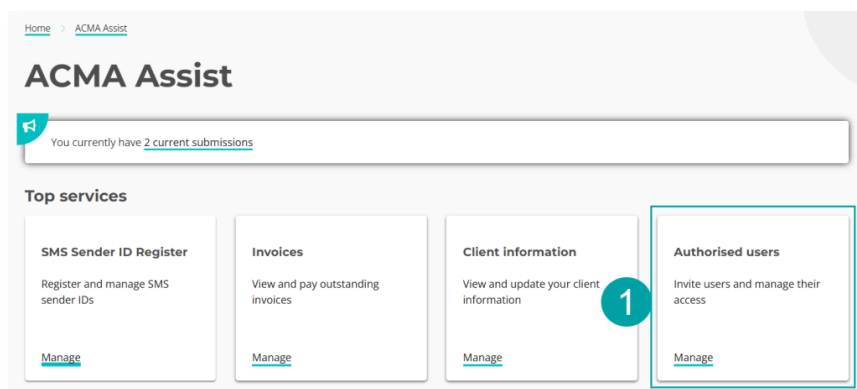 Home > ACMA Assist
ACMA Assist
You currently have 2 current submissions
Top services
SMS Sender ID Register
Register and manage SMS
sender IDs
Manage
Invoices
View and pay outstanding
invoices
Manage
Client information
View and update your client
information
Manage
1
Authorised users
Invite users and manage their
access
Manage